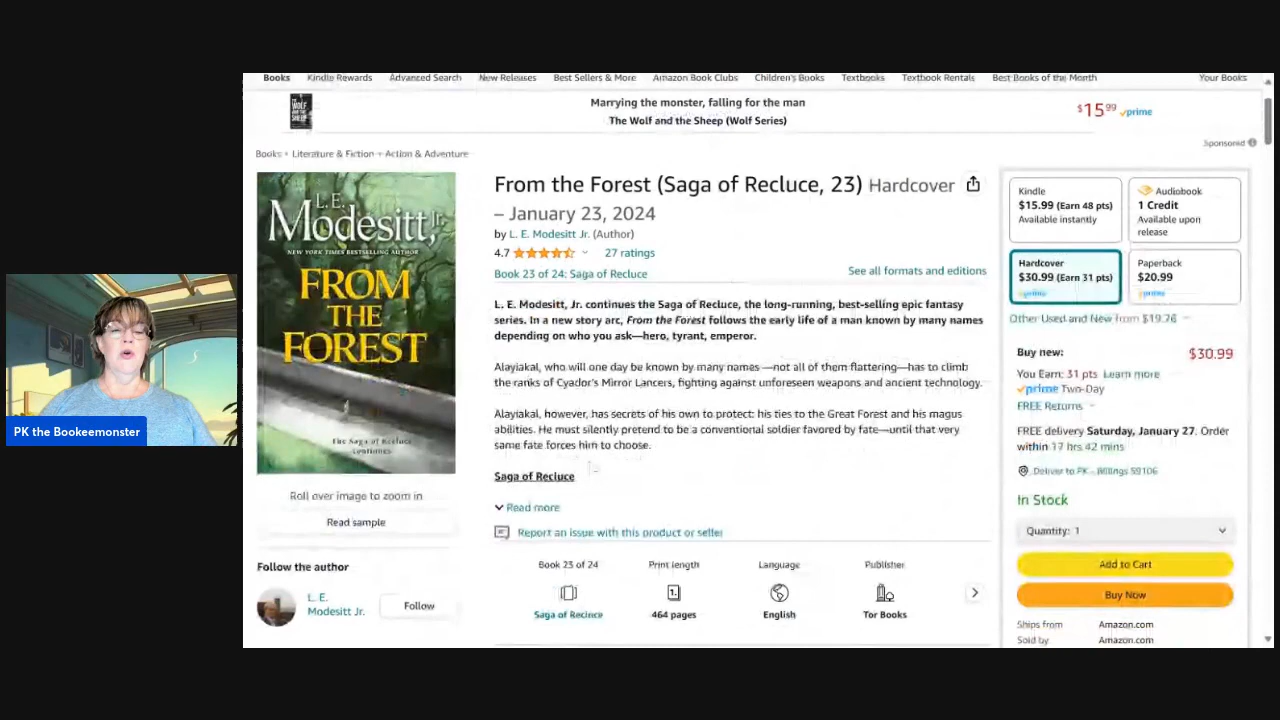 Books Kindle Rewards Advanced Search New Releases Best Sellers & More Amazon Book Clubs Children's Books Textbooks Textbook Rentals Best Books of the Month Your Books
THE WOLF AND THE SHEEP
Marrying the monster, falling for the man
The Wolf and the Sheep (Wolf Series)
$15.99 prime
Sponsored
Books › Literature & Fiction › Action & Adventure
L.E.
Modesitt, Jr.
NEW YORK TIMES BESTSELLING AUTHOR
FROM
THE
FOREST
The Saga of Recluce
Continues
Roll over image to zoom in
Read sample
Follow the author
L. E.
Modesitt Jr.
Follow
From the Forest (Saga of Recluce, 23) Hardcover
– January 23, 2024
by L. E. Modesitt Jr. (Author)
4.7 27 ratings
Book 23 of 24: Saga of Recluce
See all formats and editions
L. E. Modesitt, Jr. continues the Saga of Recluce, the long-running, best-selling epic fantasy
series. In a new story arc, From the Forest follows the early life of a man known by many names
depending on who you ask—hero, tyrant, emperor.
Alayiakal, who will one day be known by many names —not all of them flattering—has to climb
the ranks of Cyador's Mirror Lancers, fighting against unforeseen weapons and ancient technology.
Alayiakal, however, has secrets of his own to protect: his ties to the Great Forest and his magus
abilities. He must silently pretend to be a conventional soldier favored by fate—until that very
same fate forces him to choose.
Saga of Recluce
Read more
Report an issue with this product or seller
Book 23 of 24
Saga of Recluce
Print length
464 pages
Language
English
Publisher
Tor Books
Kindle
$15.99 (Earn 48 pts)
Available instantly
Audiobook
1 Credit
Available upon
release
Hardcover
$30.99 (Earn 31 pts)
prime
Paperback
$20.99
prime
Other Used and New from $19.26
Buy new:
$30.99
You Earn: 31 pts Learn more
prime Two-Day
FREE Returns
FREE delivery Saturday, January 27. Order
within 17 hrs 42 mins
Deliver to PK - Billings 59106
In Stock
Quantity: 1
Add to Cart
Buy Now
Ships from Amazon.com
Sold by Amazon.com
PK the Bookeemonster